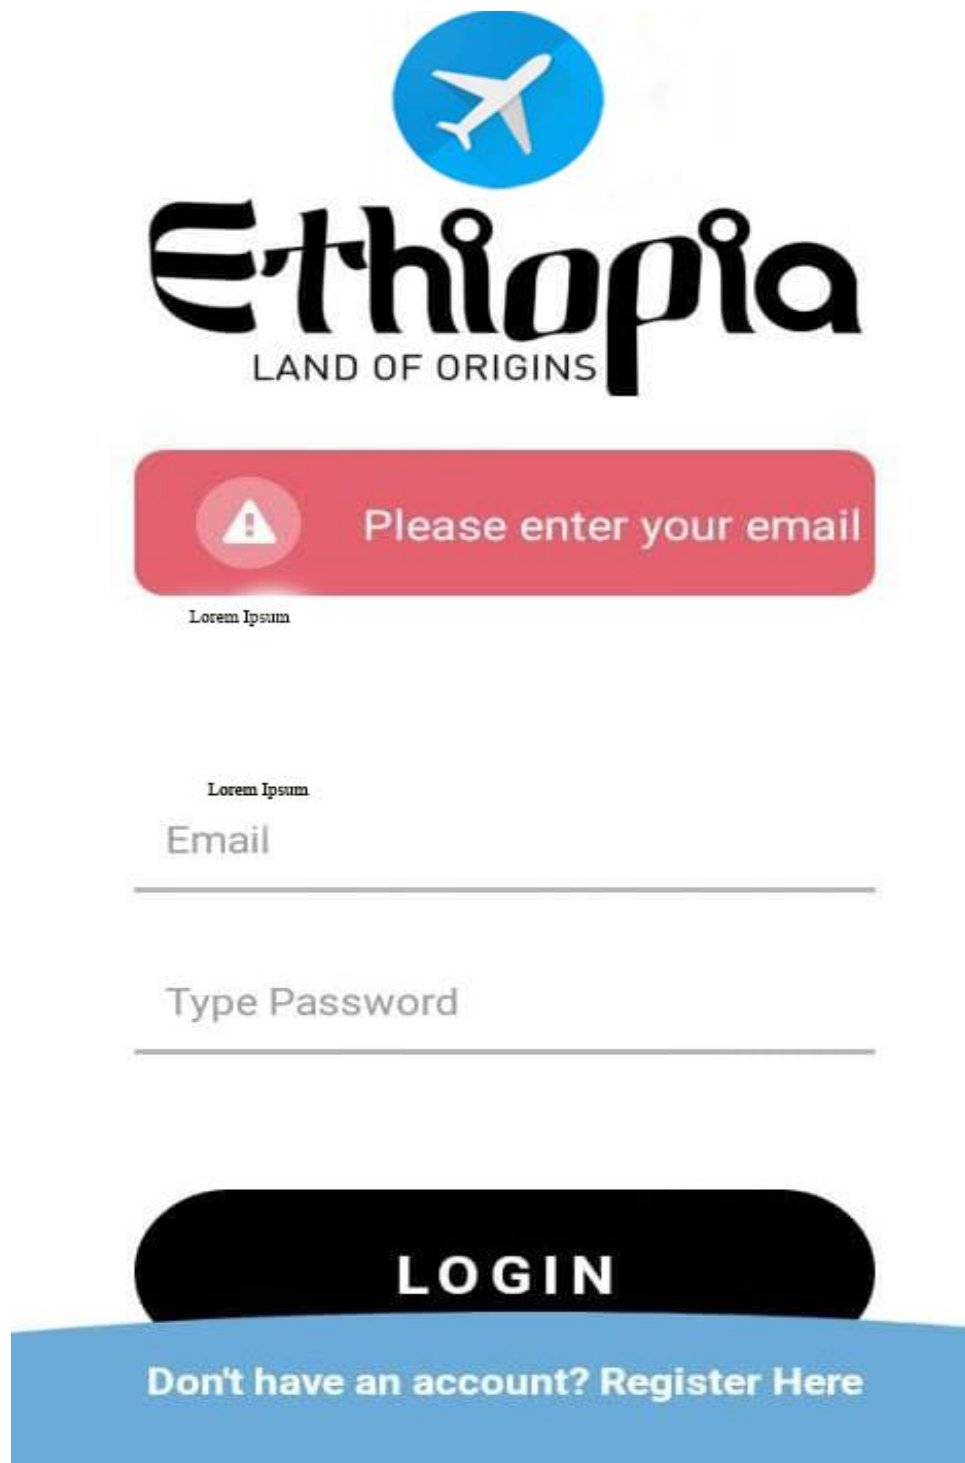 Ethiopia
LAND OF ORIGINS
Please enter your email
Lorem Ipsum
Lorem Ipsum
Email
Type Password
LOGIN
Don't have an account? Register Here